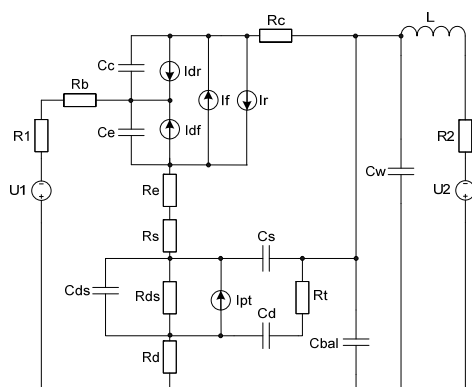 L
Rc
Cc
Idr
Rb
If
Ir
R1
Ce
Idf
R2
Cw
Re
U1
U2
Rs
Cs
Cds
Rds
Ipt
Rt
Cd
Cbal
Rd